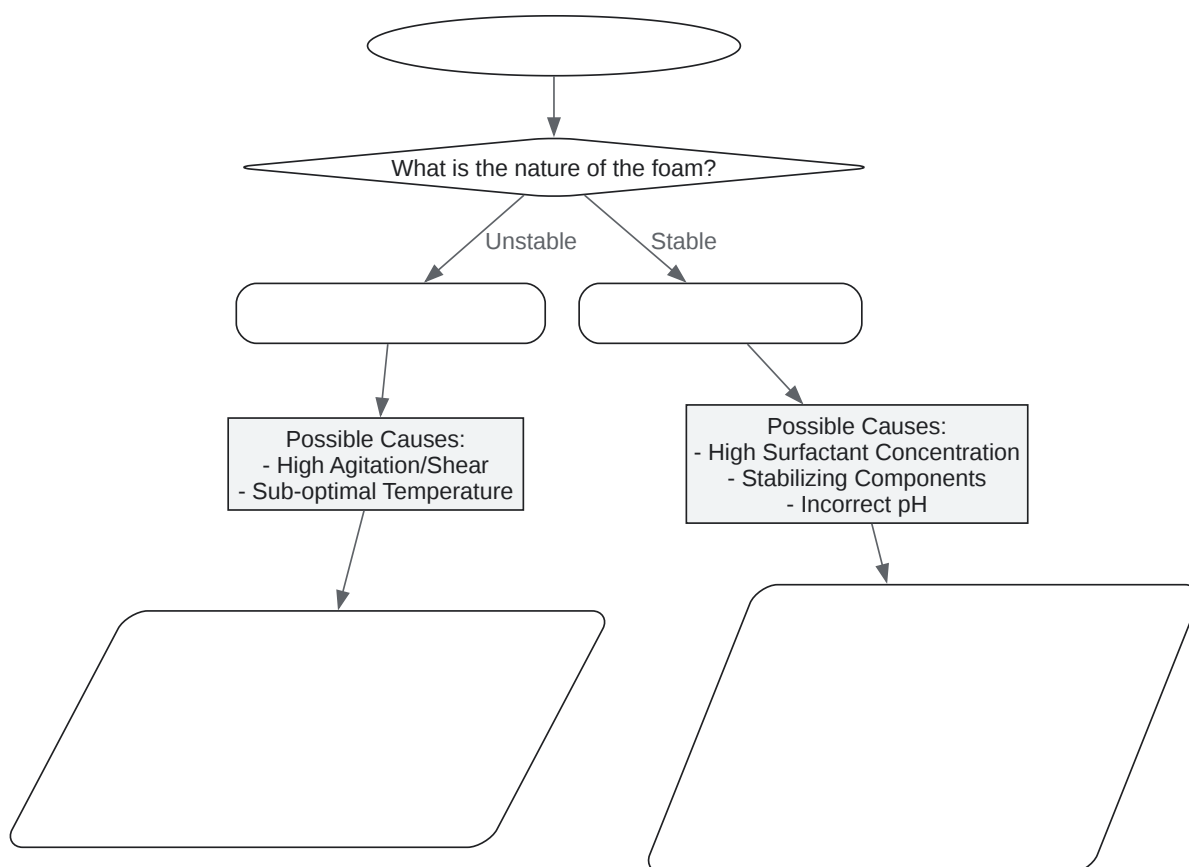 What is the nature of the foam?
Unstable
Stable
Possible Causes:
- High Agitation/Shear
- Sub-optimal Temperature
Possible Causes:
- High Surfactant Concentration
- Stabilizing Components
- Incorrect pH